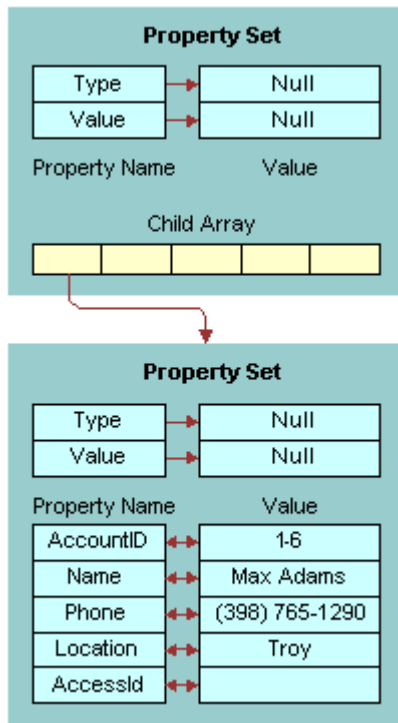 Property Set
Type Null
Value Null
Property Name Value
Child Array
Property Set
Type Null
Value Null
Property Name Value
AccountID 1-6
Name Max Adams
Phone (398) 765-1290
Location Troy
AccessId